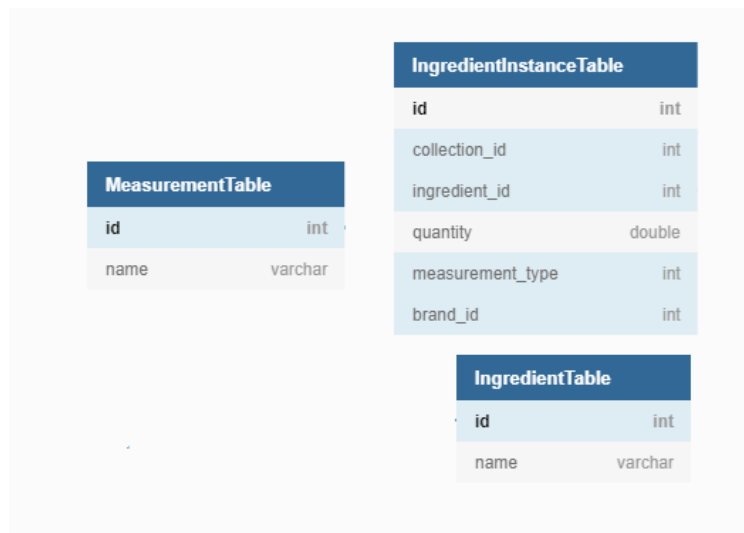 IngredientInstanceTable
id int
collection_id int
ingredient_id int
quantity double
measurement_type int
brand_id int
MeasurementTable
id int
name varchar
IngredientTable
id int
name varchar